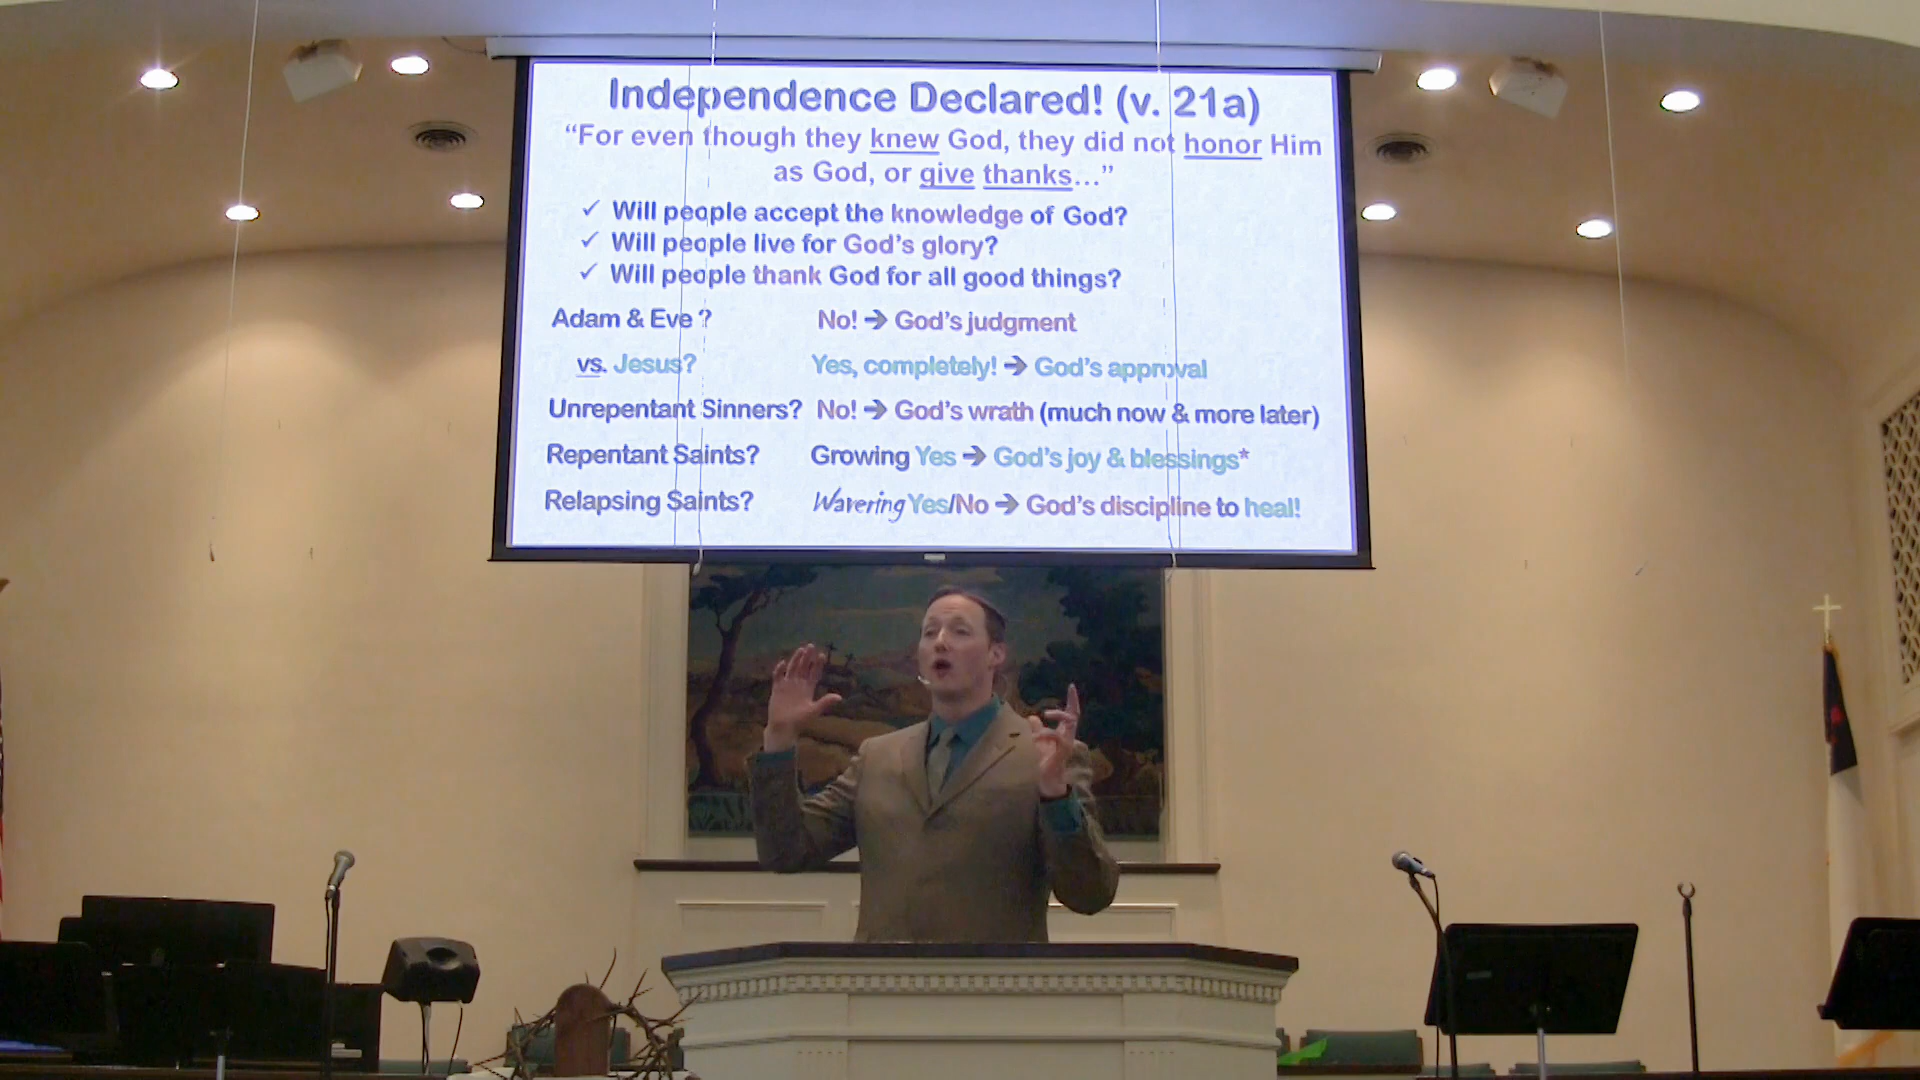 Independence Declared! (v. 21a)
“For even though they knew God, they did not honor Him
as God, or give thanks…”
✓ Will people accept the knowledge of God?
✓ Will people live for God’s glory?
✓ Will people thank God for all good things?
Adam & Eve ? No! → God’s judgment
vs. Jesus? Yes, completely! → God’s approval
Unrepentant Sinners? No! → God’s wrath (much now & more later)
Repentant Saints? Growing Yes → God’s joy & blessings*
Relapsing Saints? Wavering Yes/No → God’s discipline to heal!